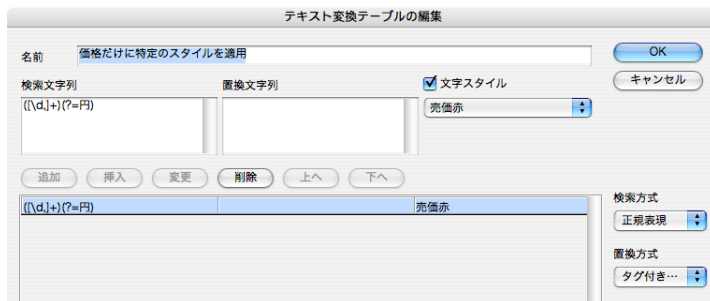 テキスト変換テーブルの編集
名前
価格だけに特定のスタイルを適用
OK
キャンセル
検索文字列
置換文字列
文字スタイル
([\d,]+)(?=円)
売価赤
追加
挿入
変更
削除
上へ
下へ
([\d,]+)(?=円)
売価赤
検索方式
正規表現
置換方式
タグ付き…